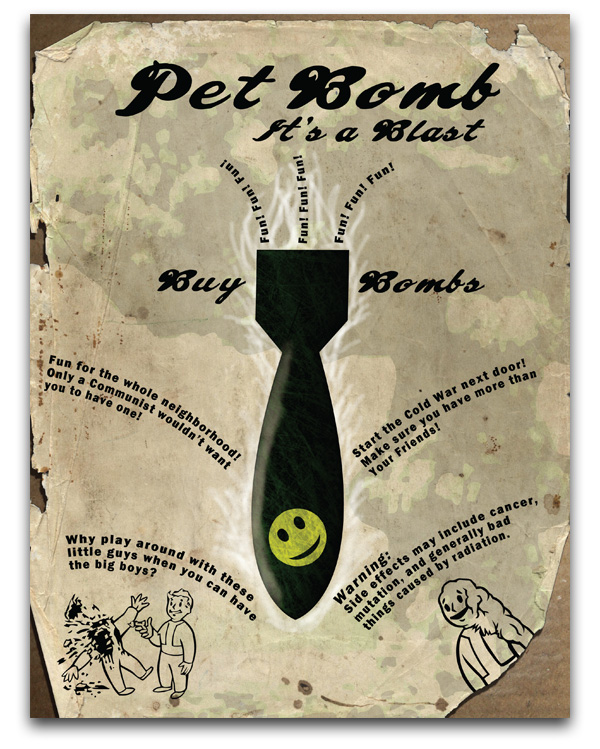 Pet Bomb
It's a Blast
Fun! Fun! Fun!
Fun! Fun! Fun!
Fun! Fun! Fun!
Buy Bombs
Fun for the whole neighborhood!
Only a Communist wouldn't want
you to have one!
Start the Cold War next door!
Make sure you have more than
Your Friends!
Why play around with these
little guys when you can have
the big boys?
Warning:
Side effects may include cancer,
mutation, and generally bad
things caused by radiation.